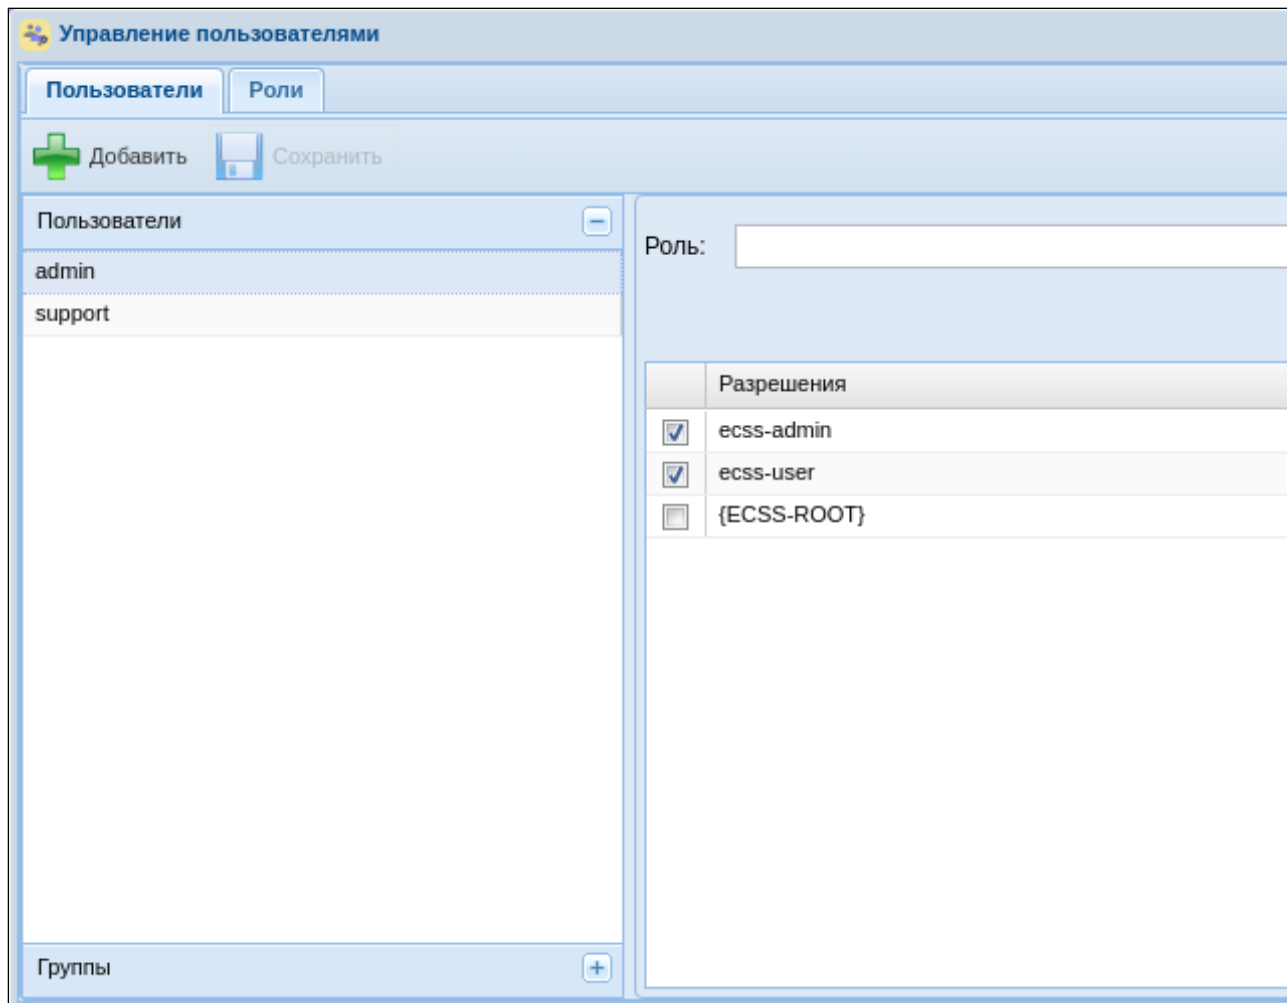 Управление пользователями
Пользователи Роли
Добавить Сохранить
Пользователи
admin
support
Группы
Роль:
Разрешения
ecss-admin
ecss-user
{ECSS-ROOT}